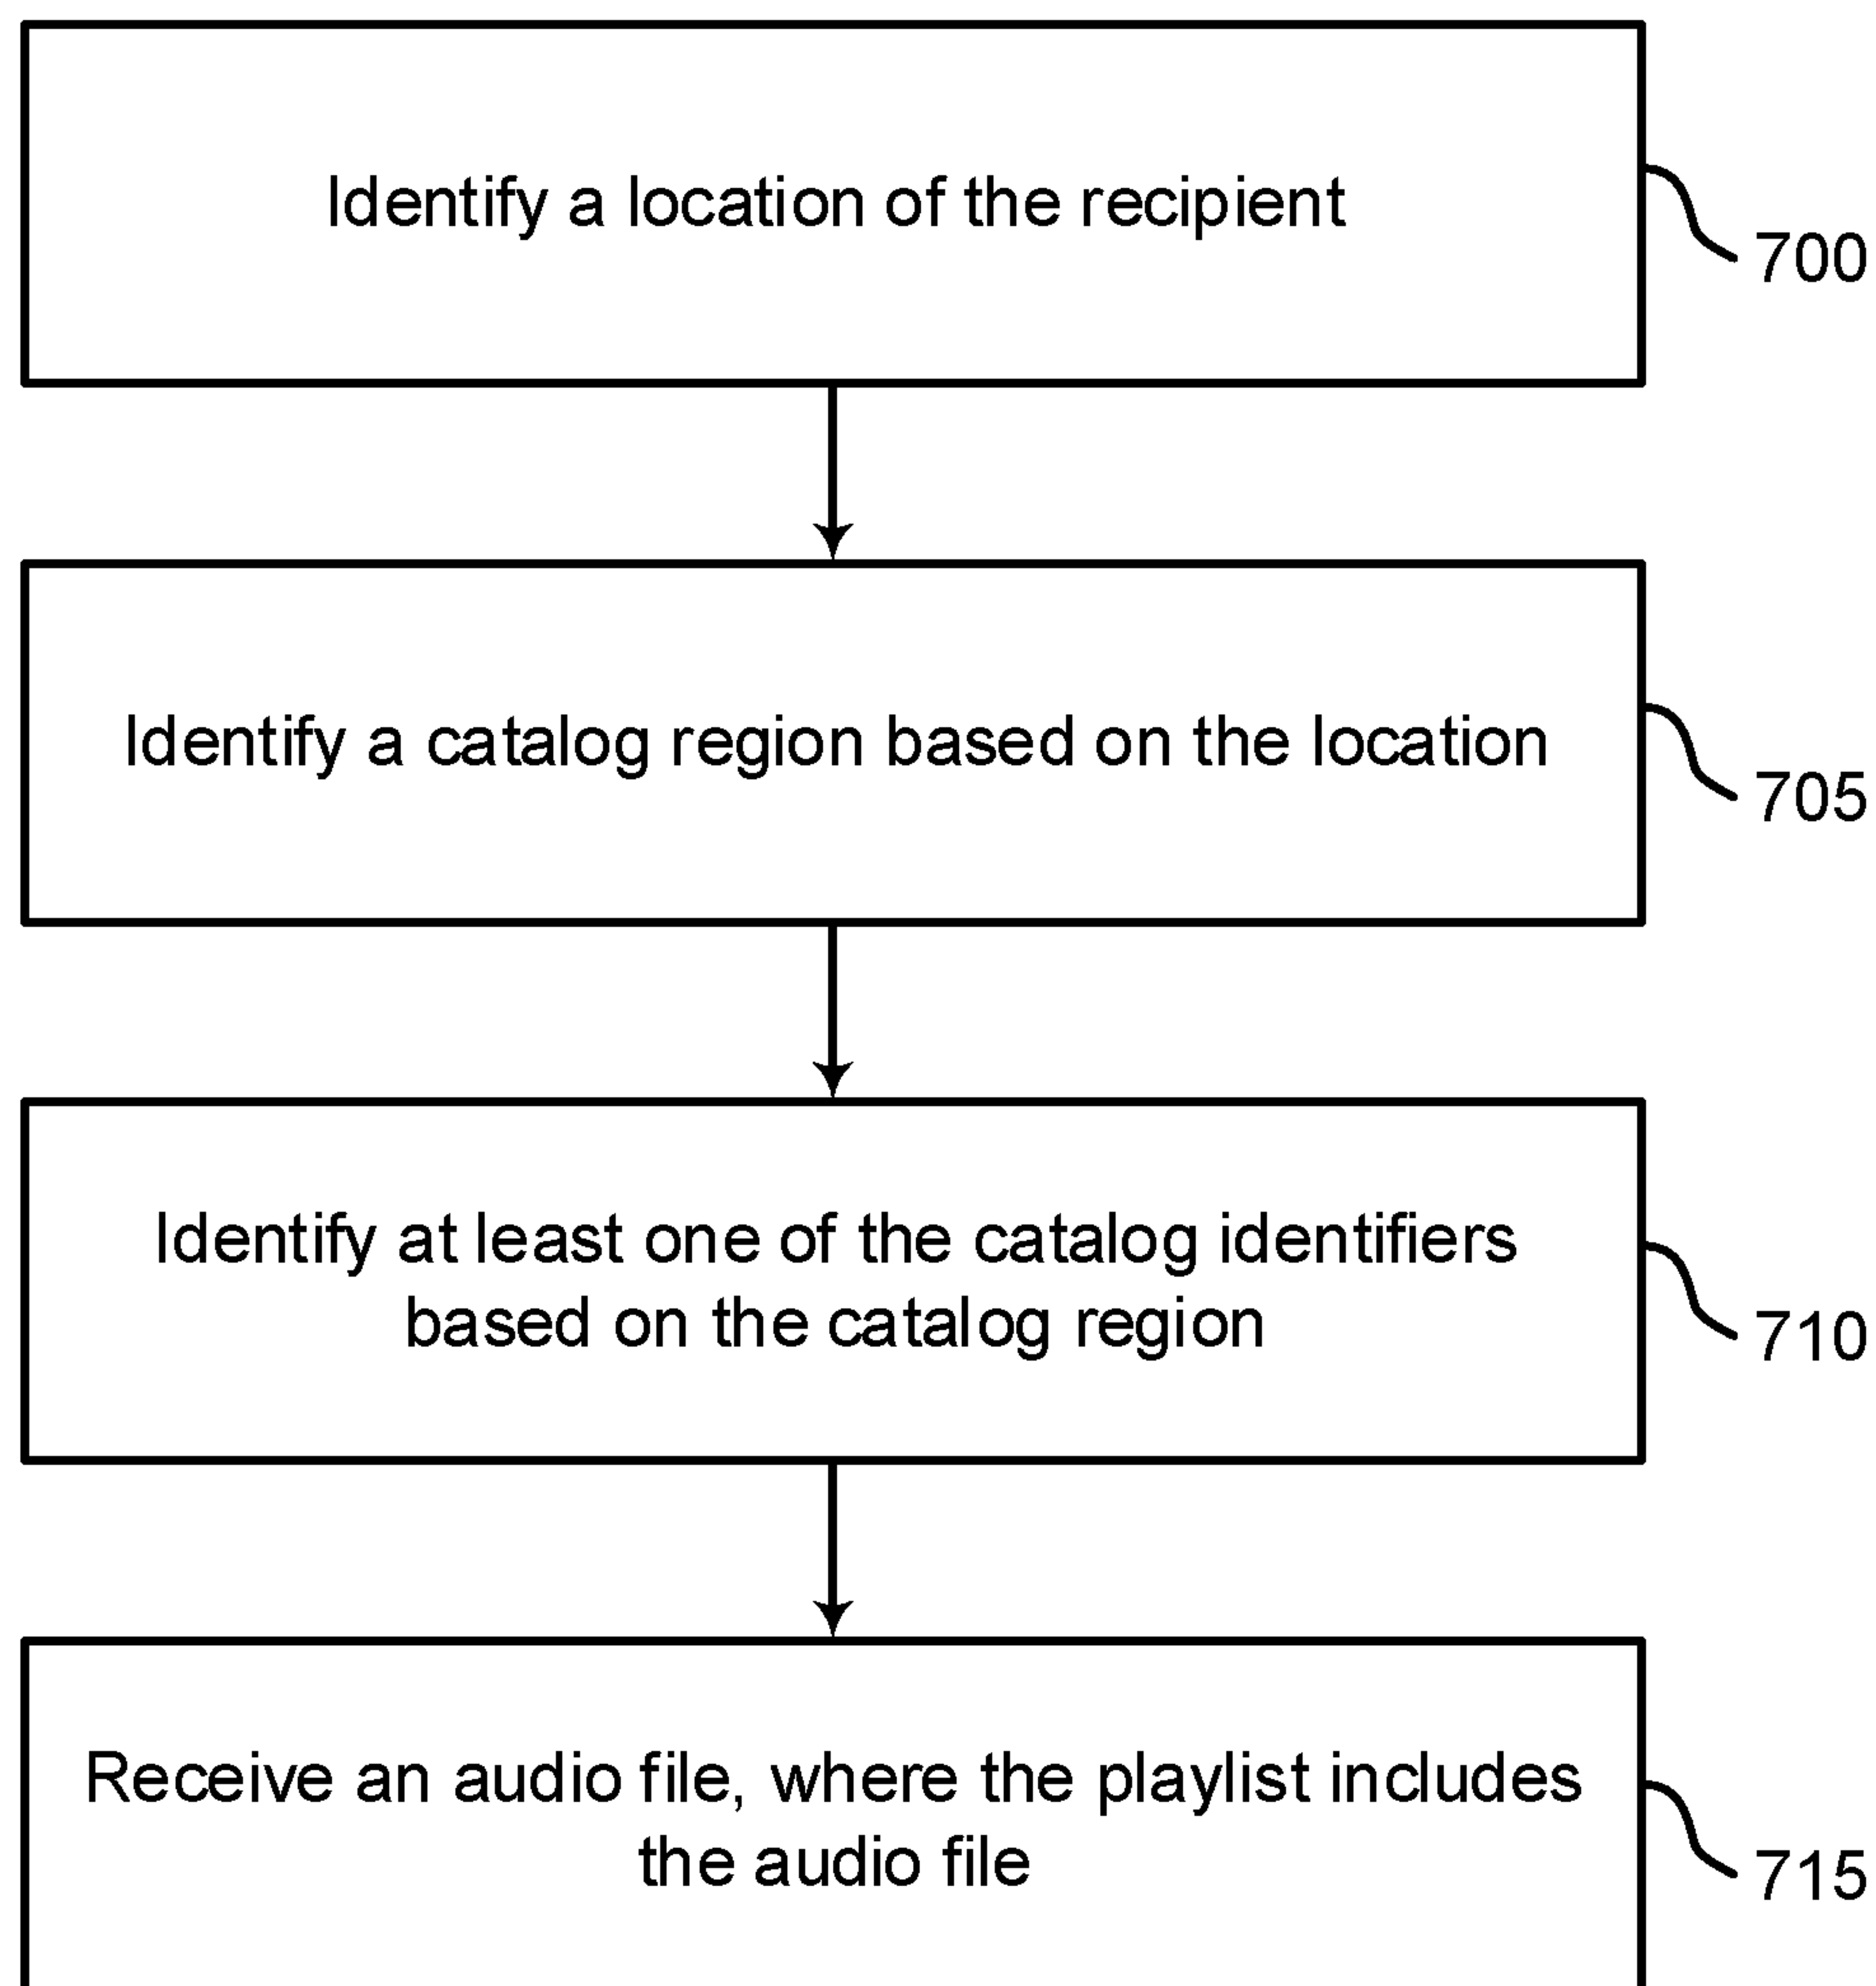 Identify a location of the recipient
700
Identify a catalog region based on the location
705
Identify at least one of the catalog identifiers
based on the catalog region
710
Receive an audio file, where the playlist includes
the audio file
715